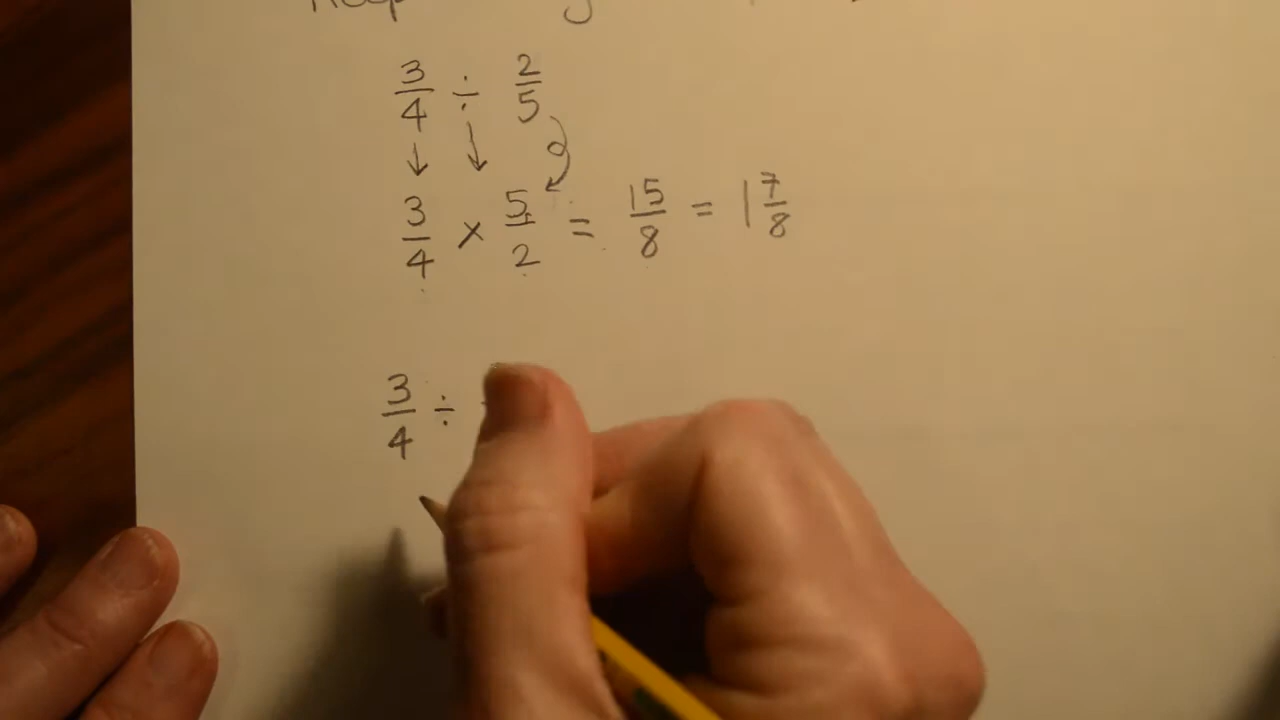 3/4 ÷ 2/5
3/4 × 5/2 = 15/8 = 1 7/8
3/4 ÷